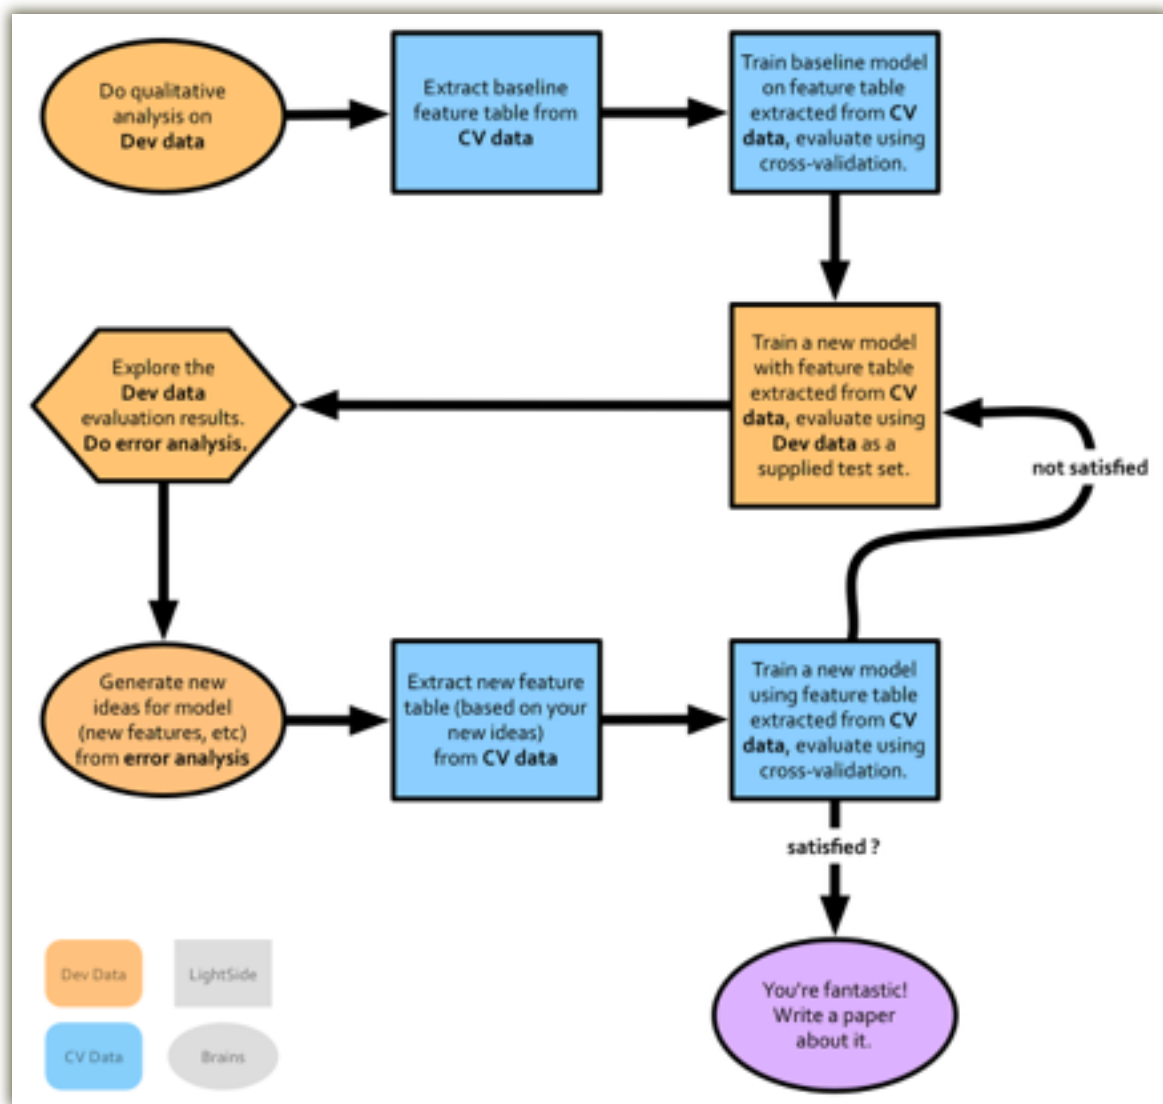 Do qualitative
analysis on
Dev data
Extract baseline
feature table from
CV data
Train baseline model
on feature table
extracted from CV
data, evaluate using
cross-validation.
Train a new model
with feature table
extracted from CV
data, evaluate using
Dev data as a
supplied test set.
not satisfied
Explore the
Dev data
evaluation results.
Do error analysis.
Generate new
ideas for model
(new features, etc)
from error analysis
Extract new feature
table (based on your
new ideas)
from CV data
Train a new model
using feature table
extracted from CV
data, evaluate using
cross-validation.
satisfied ?
You're fantastic!
Write a paper
about it.
Dev Data
LightSide
CV Data
Brains